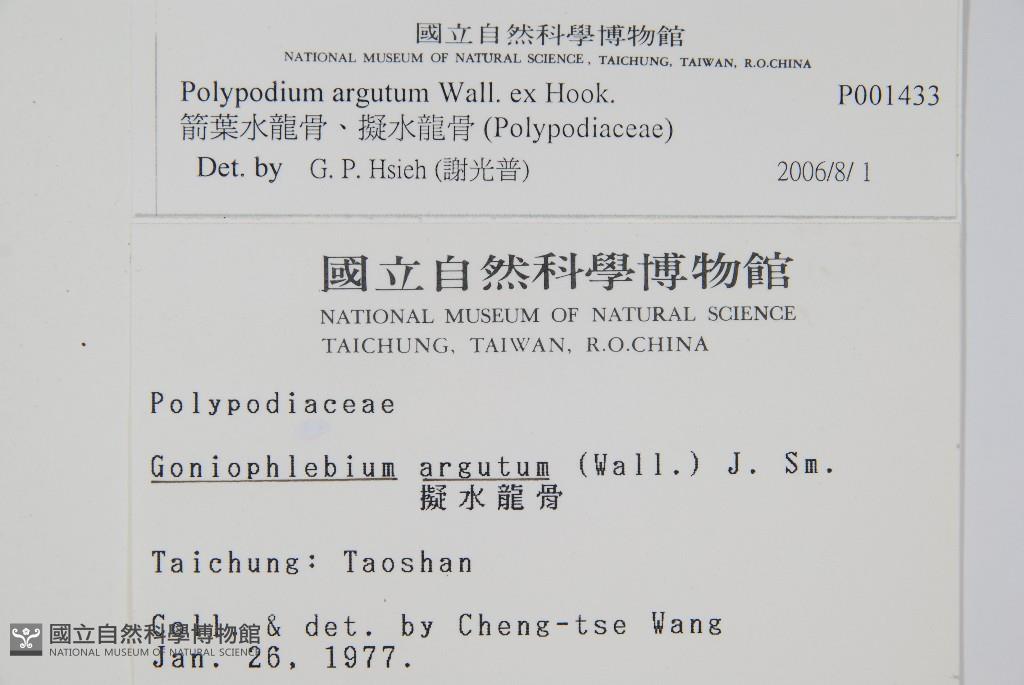 國立自然科學博物館
NATIONAL MUSEUM OF NATURAL SCIENCE, TAICHUNG, TAIWAN, R.O.CHINA
Polypodium argutum Wall. ex Hook. P001433
箭葉水龍骨、擬水龍骨 (Polypodiaceae)
Det. by G. P. Hsieh (謝光普) 2006/8/ 1
國立自然科學博物館
NATIONAL MUSEUM OF NATURAL SCIENCE
TAICHUNG, TAIWAN, R.O.CHINA
Polypodiaceae
Goniophlebium argutum (Wall.) J. Sm.
擬水龍骨
Taichung: Taoshan
Coll. & det. by Cheng-tse Wang
Jan. 26, 1977.
國立自然科學博物館
NATIONAL MUSEUM OF NATURAL SCIENCE